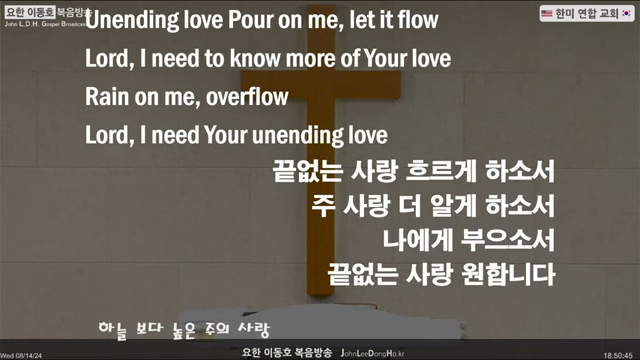 요한 이동호 복음방송
John L.D.H. Gospel Broadcast
한미 연합 교회
Unending love Pour on me, let it flow
Lord, I need to know more of Your love
Rain on me, overflow
Lord, I need Your unending love
끝없는 사랑 흐르게 하소서
주 사랑 더 알게 하소서
나에게 부으소서
끝없는 사랑 원합니다
하늘 보다 높은 주의 사랑
Wed 08/14/24
요한 이동호 복음방송 JohnLeeDongHo.kr
18:50:45